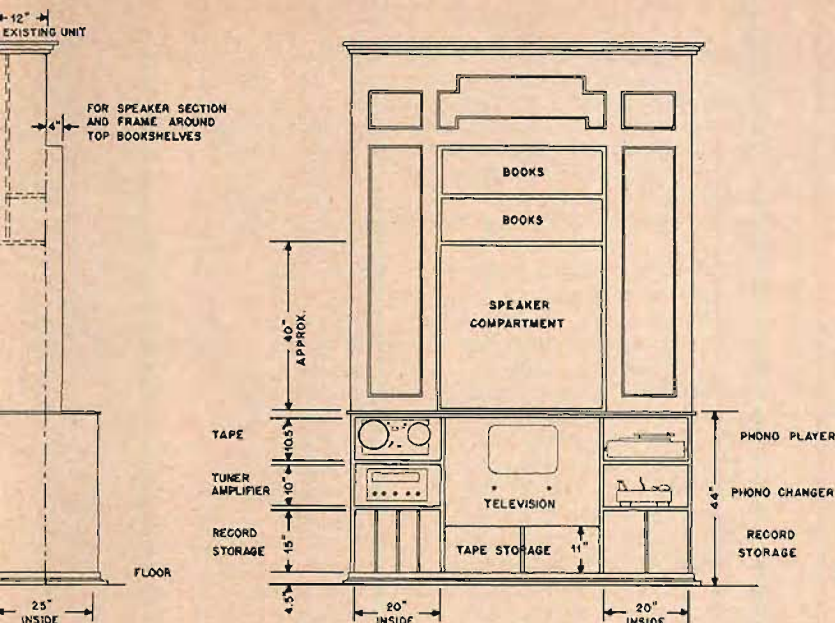 12"
EXISTING UNIT
4"
FOR SPEAKER SECTION
AND FRAME AROUND
TOP BOOKSHELVES
BOOKS
BOOKS
SPEAKER
COMPARTMENT
40"
APPROX.
TAPE
10.5"
TUNER
AMPLIFIER
10"
RECORD
STORAGE
15"
TELEVISION
TAPE STORAGE
11"
PHONO PLAYER
PHONO CHANGER
RECORD
STORAGE
44"
FLOOR
4.5"
25"
INSIDE
20"
INSIDE
20"
INSIDE